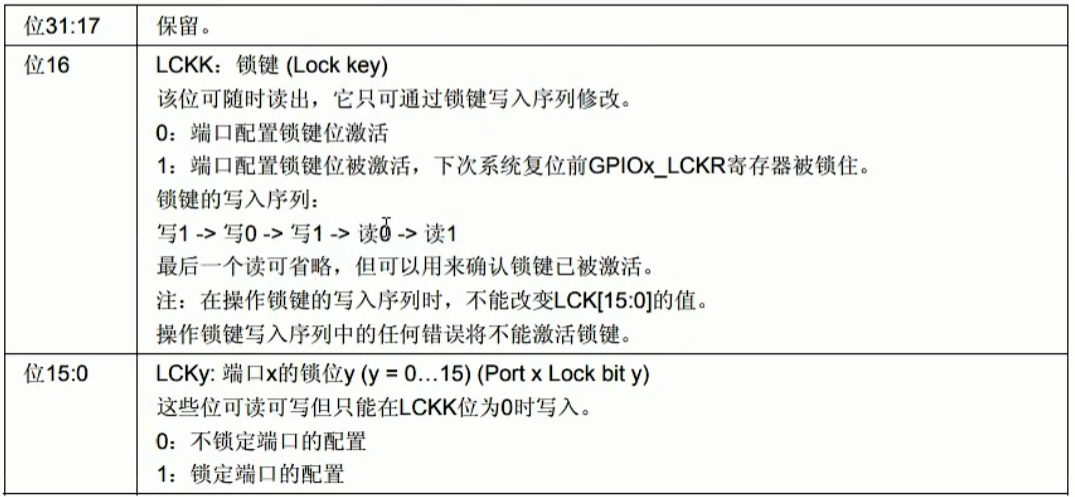 位31:17
保留。
位16
LCKK：锁键 (Lock key)
该位可随时读出，它只可通过锁键写入序列修改。
0：端口配置锁键位激活
1：端口配置锁键位被激活，下次系统复位前GPIOx_LCKR寄存器被锁住。
锁键的写入序列：
写1 -> 写0 -> 写1 -> 读0 -> 读1
最后一个读可省略，但可以用来确认锁键已被激活。
注：在操作锁键的写入序列时，不能改变LCK[15:0]的值。
操作锁键写入序列中的任何错误将不能激活锁键。
位15:0
LCKy: 端口x的锁位y (y = 0…15) (Port x Lock bit y)
这些位可读可写但只能在LCKK位为0时写入。
0：不锁定端口的配置
1：锁定端口的配置